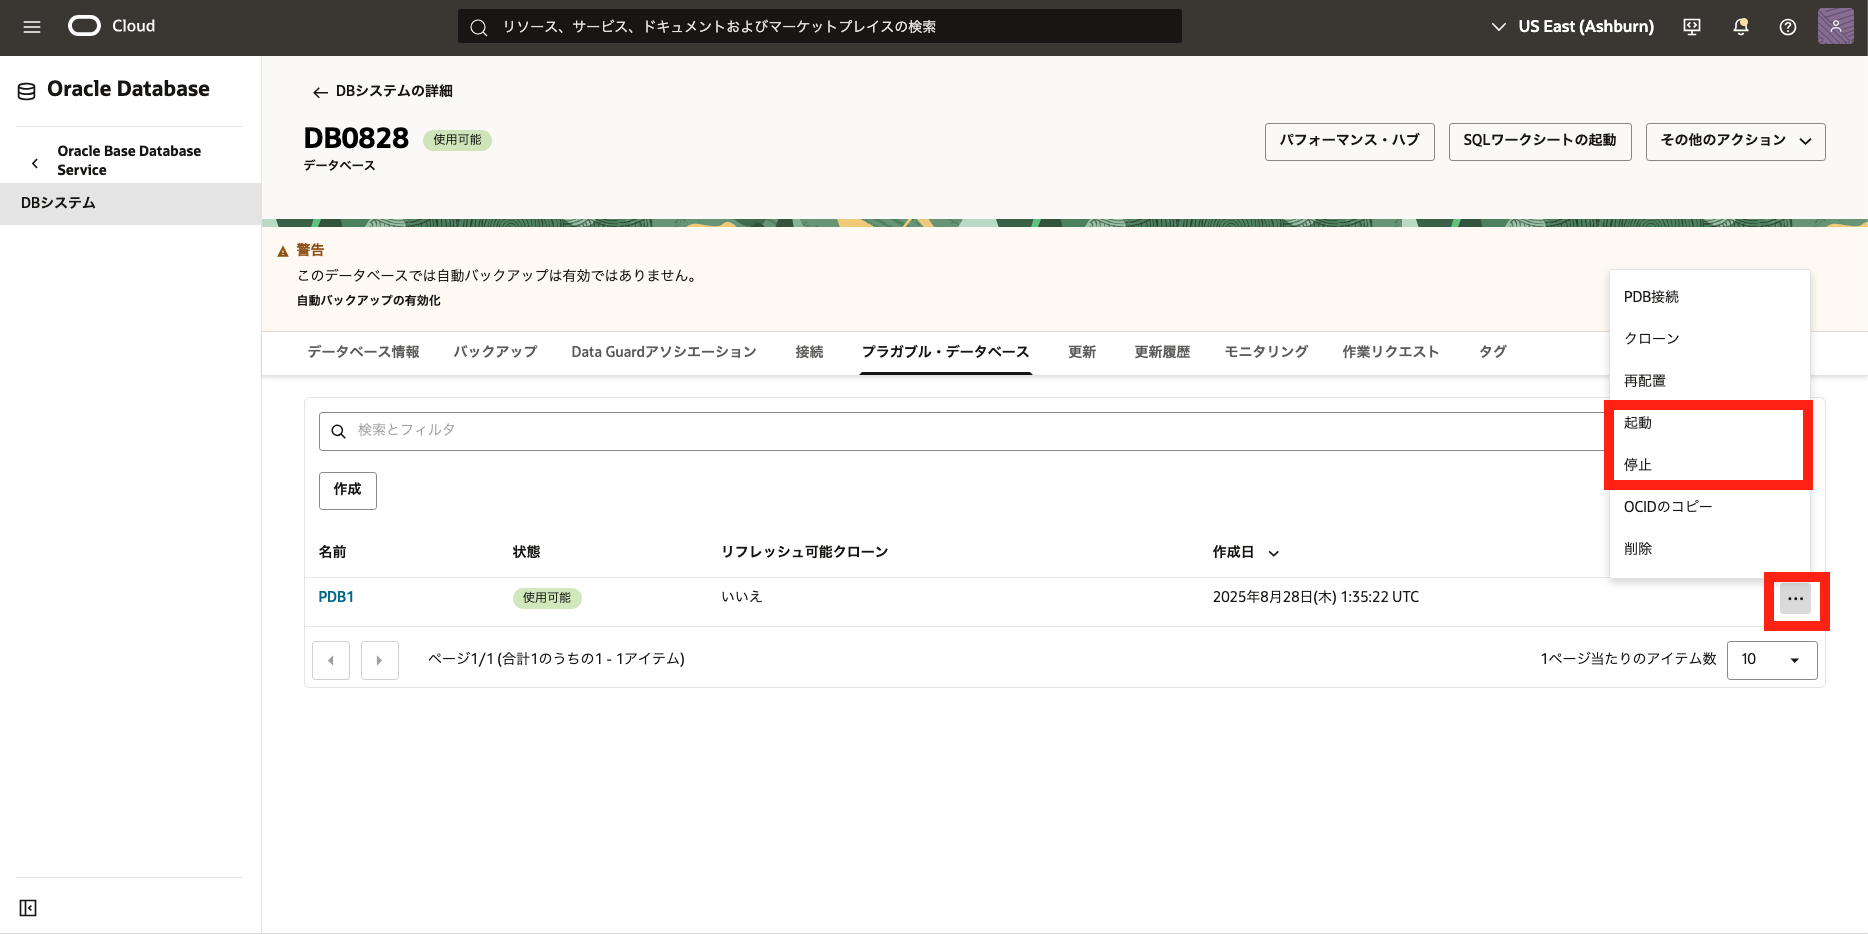 Cloud
リソース、サービス、ドキュメントおよびマーケットプレイスの検索
US East (Ashburn)
Oracle Database
Oracle Base Database
Service
DBシステム
DBシステムの詳細
DB0828
使用可能
データベース
パフォーマンス・ハブ
SQLワークシートの起動
その他のアクション
警告
このデータベースでは自動バックアップは有効ではありません。
自動バックアップの有効化
データベース情報
バックアップ
Data Guardアソシエーション
接続
プラガブル・データベース
更新
更新履歴
モニタリング
作業リクエスト
タグ
PDB接続
クローン
再配置
起動
停止
OCIDのコピー
削除
検索とフィルタ
作成
名前
状態
リフレッシュ可能クローン
作成日
PDB1
使用可能
いいえ
2025年8月28日(木) 1:35:22 UTC
ページ1/1 (合計1のうちの1 - 1アイテム)
1ページ当たりのアイテム数
10